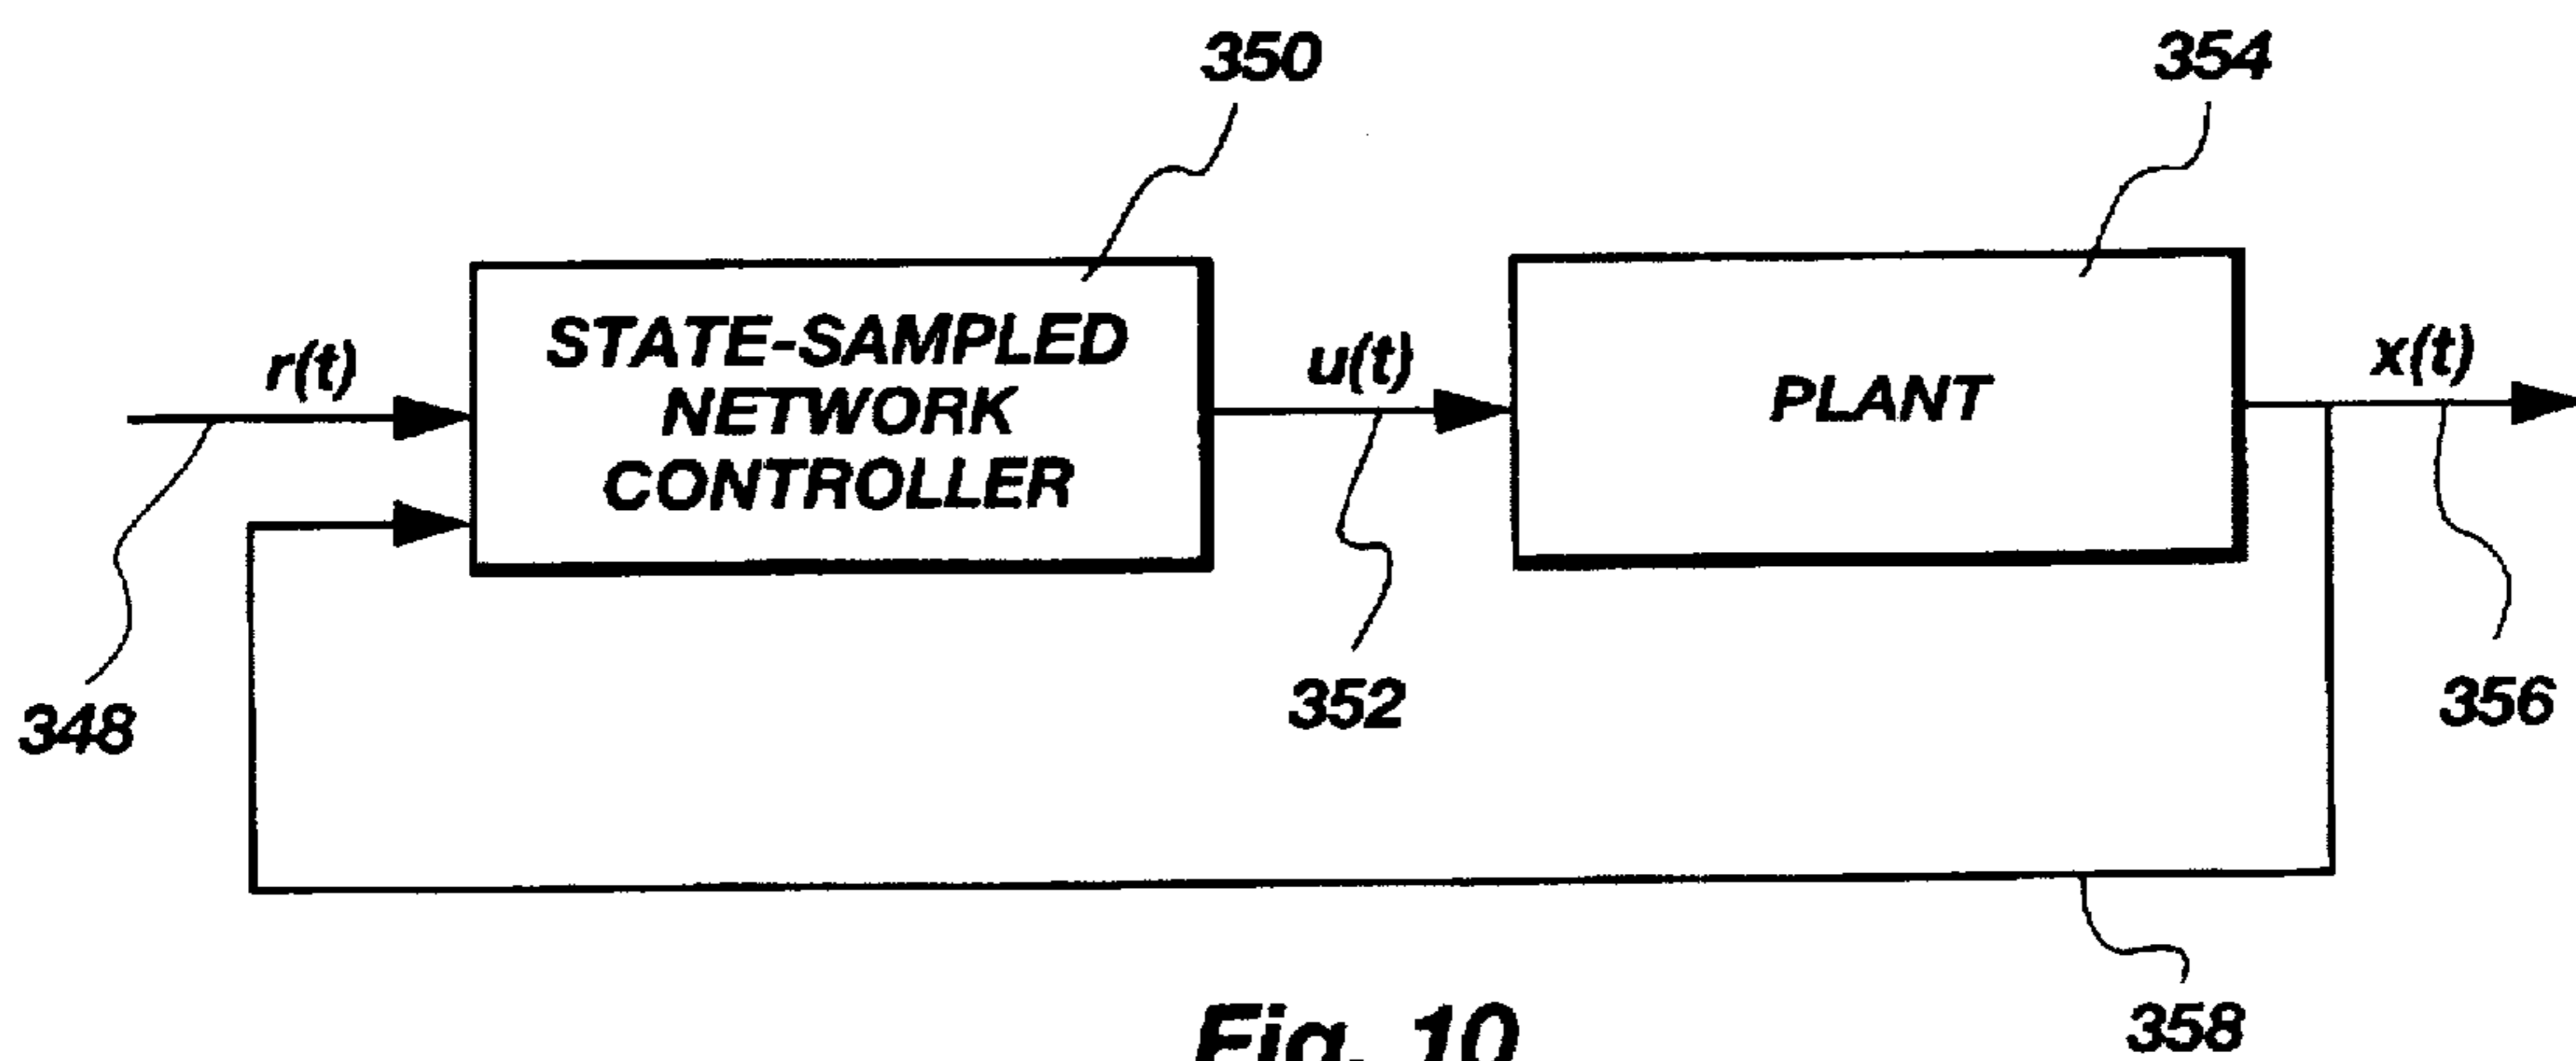 350
354
r(t)
STATE-SAMPLED
NETWORK
CONTROLLER
u(t)
PLANT
x(t)
348
352
356
358
Fig. 10